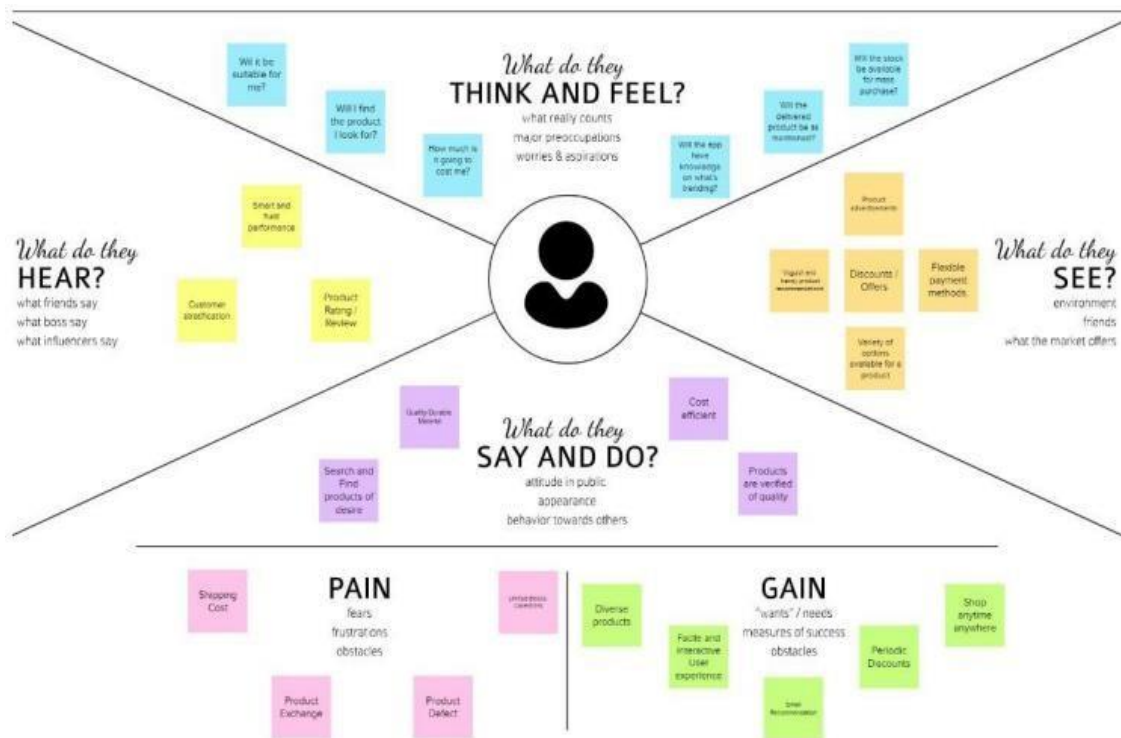 What do they
THINK AND FEEL?
what really counts
major preoccupations
worries & aspirations
Will it be
suitable for
me?
Will I find
the product
I look for?
How much is
it going to
cost me?
Will the app
have
knowledge
on what's
trending?
Will the
delivered
product be as
mentioned?
Will the stock
be available
for mass
purchase?
What do they
HEAR?
what friends say
what boss say
what influencers say
Smart and
performance
Customer
Product
Rating /
Review
What do they
SEE?
environment
friends
what the market offers
Product
advertisements
product
recommendations
Discounts /
Offers
Flexible
payment
methods
Variety of
options
available for a
product
What do they
SAY AND DO?
attitude in public
appearance
behavior towards others
Quality Durable
Material
Search and
Find
products of
desire
Cost
efficient
Products
are verified
of quality
PAIN
fears
frustrations
obstacles
Shipping
Cost
Product
Exchange
Product
Defect
GAIN
"wants" / needs
measures of success
obstacles
Diverse
products
Facile and
interactive
User
experience
Recommendation
Periodic
Discounts
Shop
anytime
anywhere